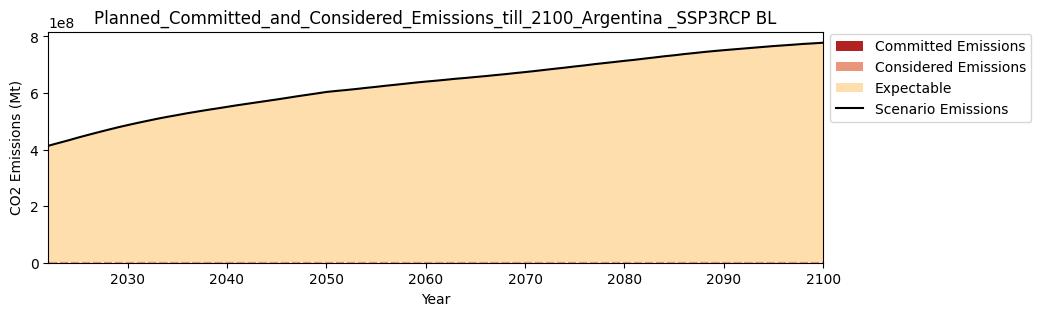 Planned_Committed_and_Considered_Emissions_till_2100_Argentina _SSP3RCP BL
1e8
8
6
4
2
0
CO2 Emissions (Mt)
2030
2040
2050
2060
2070
2080
2090
2100
Year
Committed Emissions
Considered Emissions
Expectable
Scenario Emissions